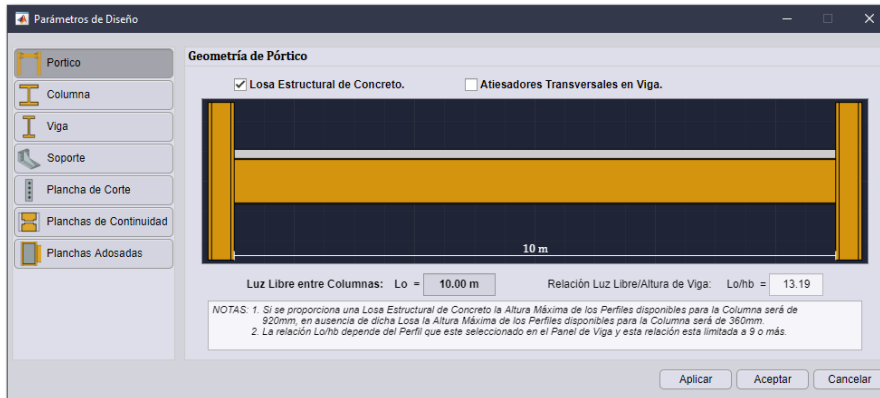 Parámetros de Diseño
Portico
Columna
Viga
Soporte
Plancha de Corte
Planchas de Continuidad
Planchas Adosadas
Geometría de Pórtico
Losa Estructural de Concreto.
Atiesadores Transversales en Viga.
10 m
Luz Libre entre Columnas: Lo = 10.00 m
Relación Luz Libre/Altura de Viga: Lo/hb = 13.19
NOTAS: 1. Si se proporciona una Losa Estructural de Concreto la Altura Máxima de los Perfiles disponibles para la Columna será de
920mm, en ausencia de dicha Losa la Altura Máxima de los Perfiles disponibles para la Columna será de 360mm.
2. La relación Lo/hb depende del Perfil que este seleccionado en el Panel de Viga y esta relación esta limitada a 9 o más.
Aplicar
Aceptar
Cancelar